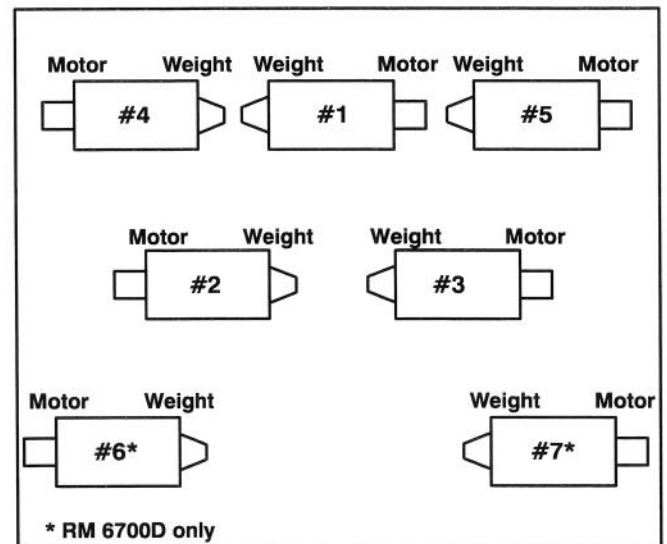 Motor Weight Weight Motor Weight Motor
#4 #1 #5
Motor Weight Weight Motor
#2 #3
Motor Weight Weight Motor
#6* #7*
* RM 6700D only